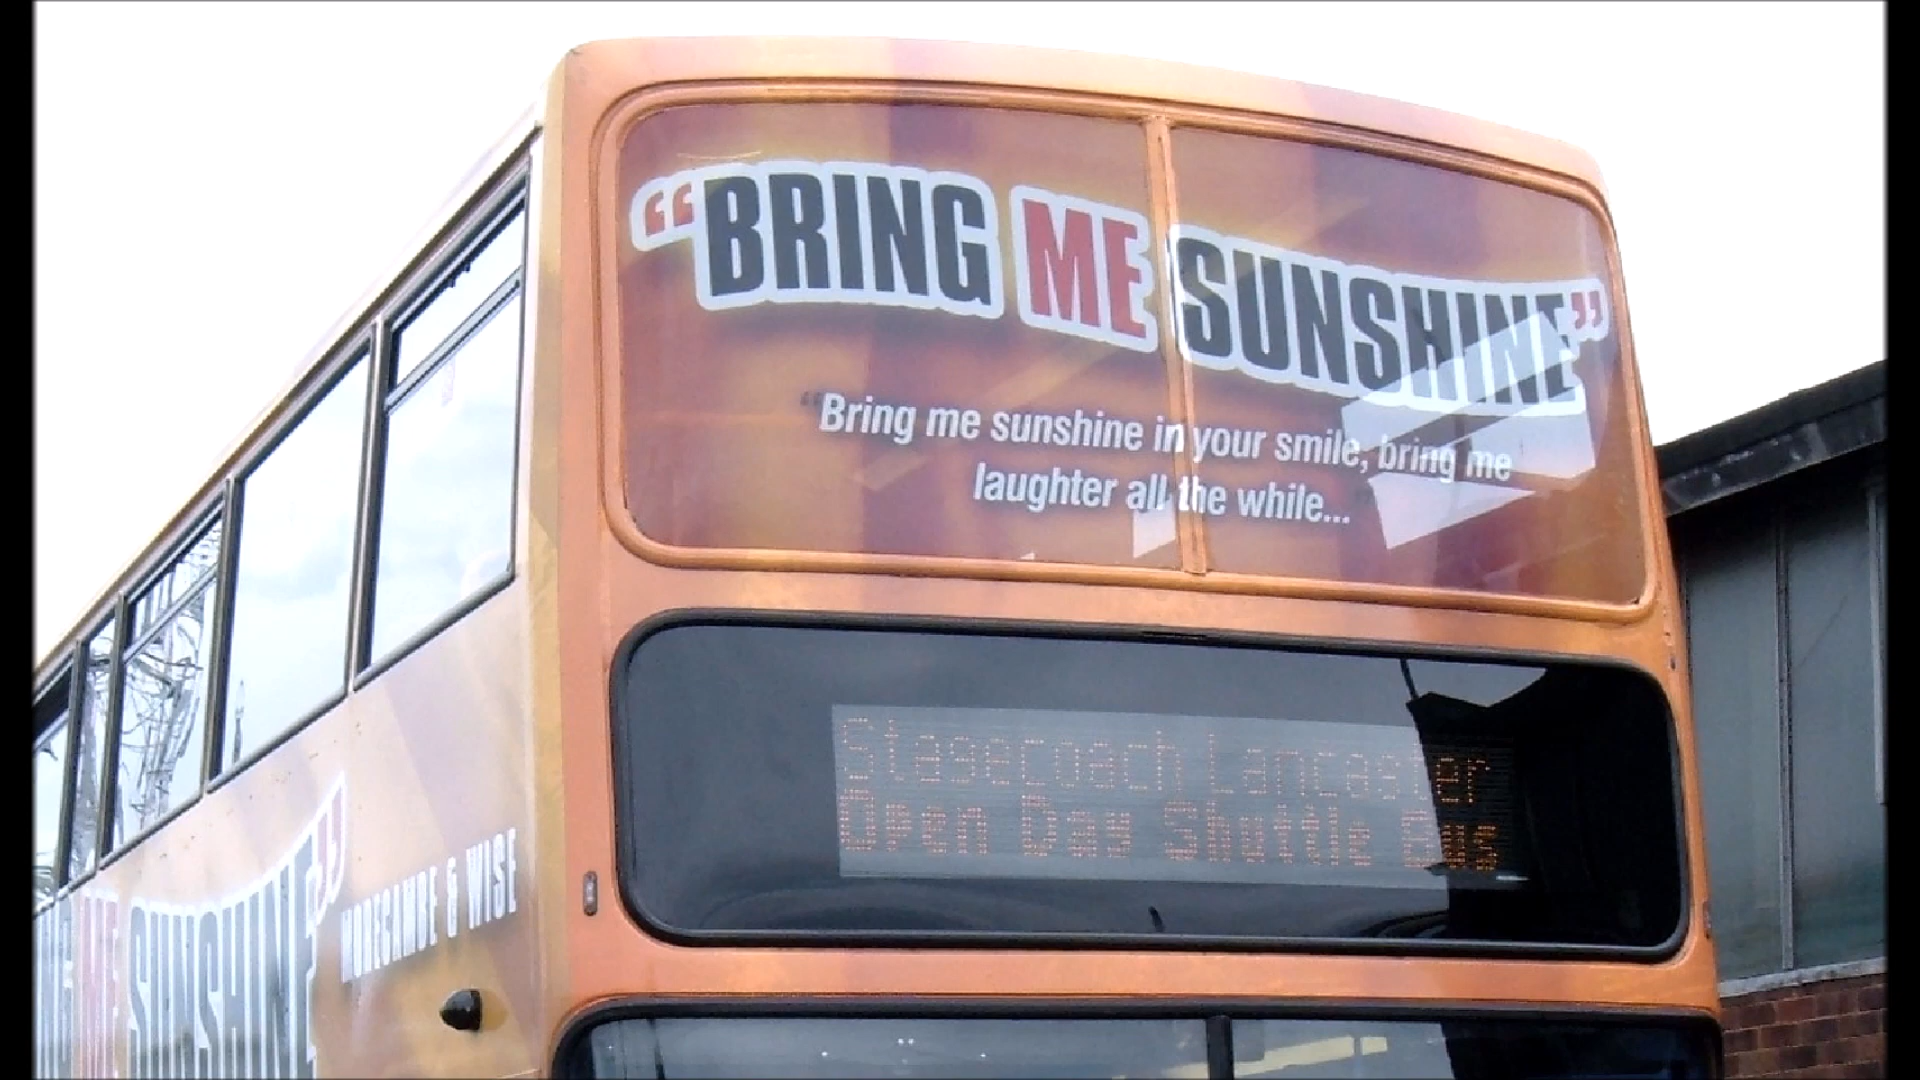 “BRING ME SUNSHINE”
“Bring me sunshine in your smile, bring me
laughter all the while...
Stagecoach Lancaster
Open Day Shuttle Bus
ME SUNSHINE”
MORECAMBE & WISE